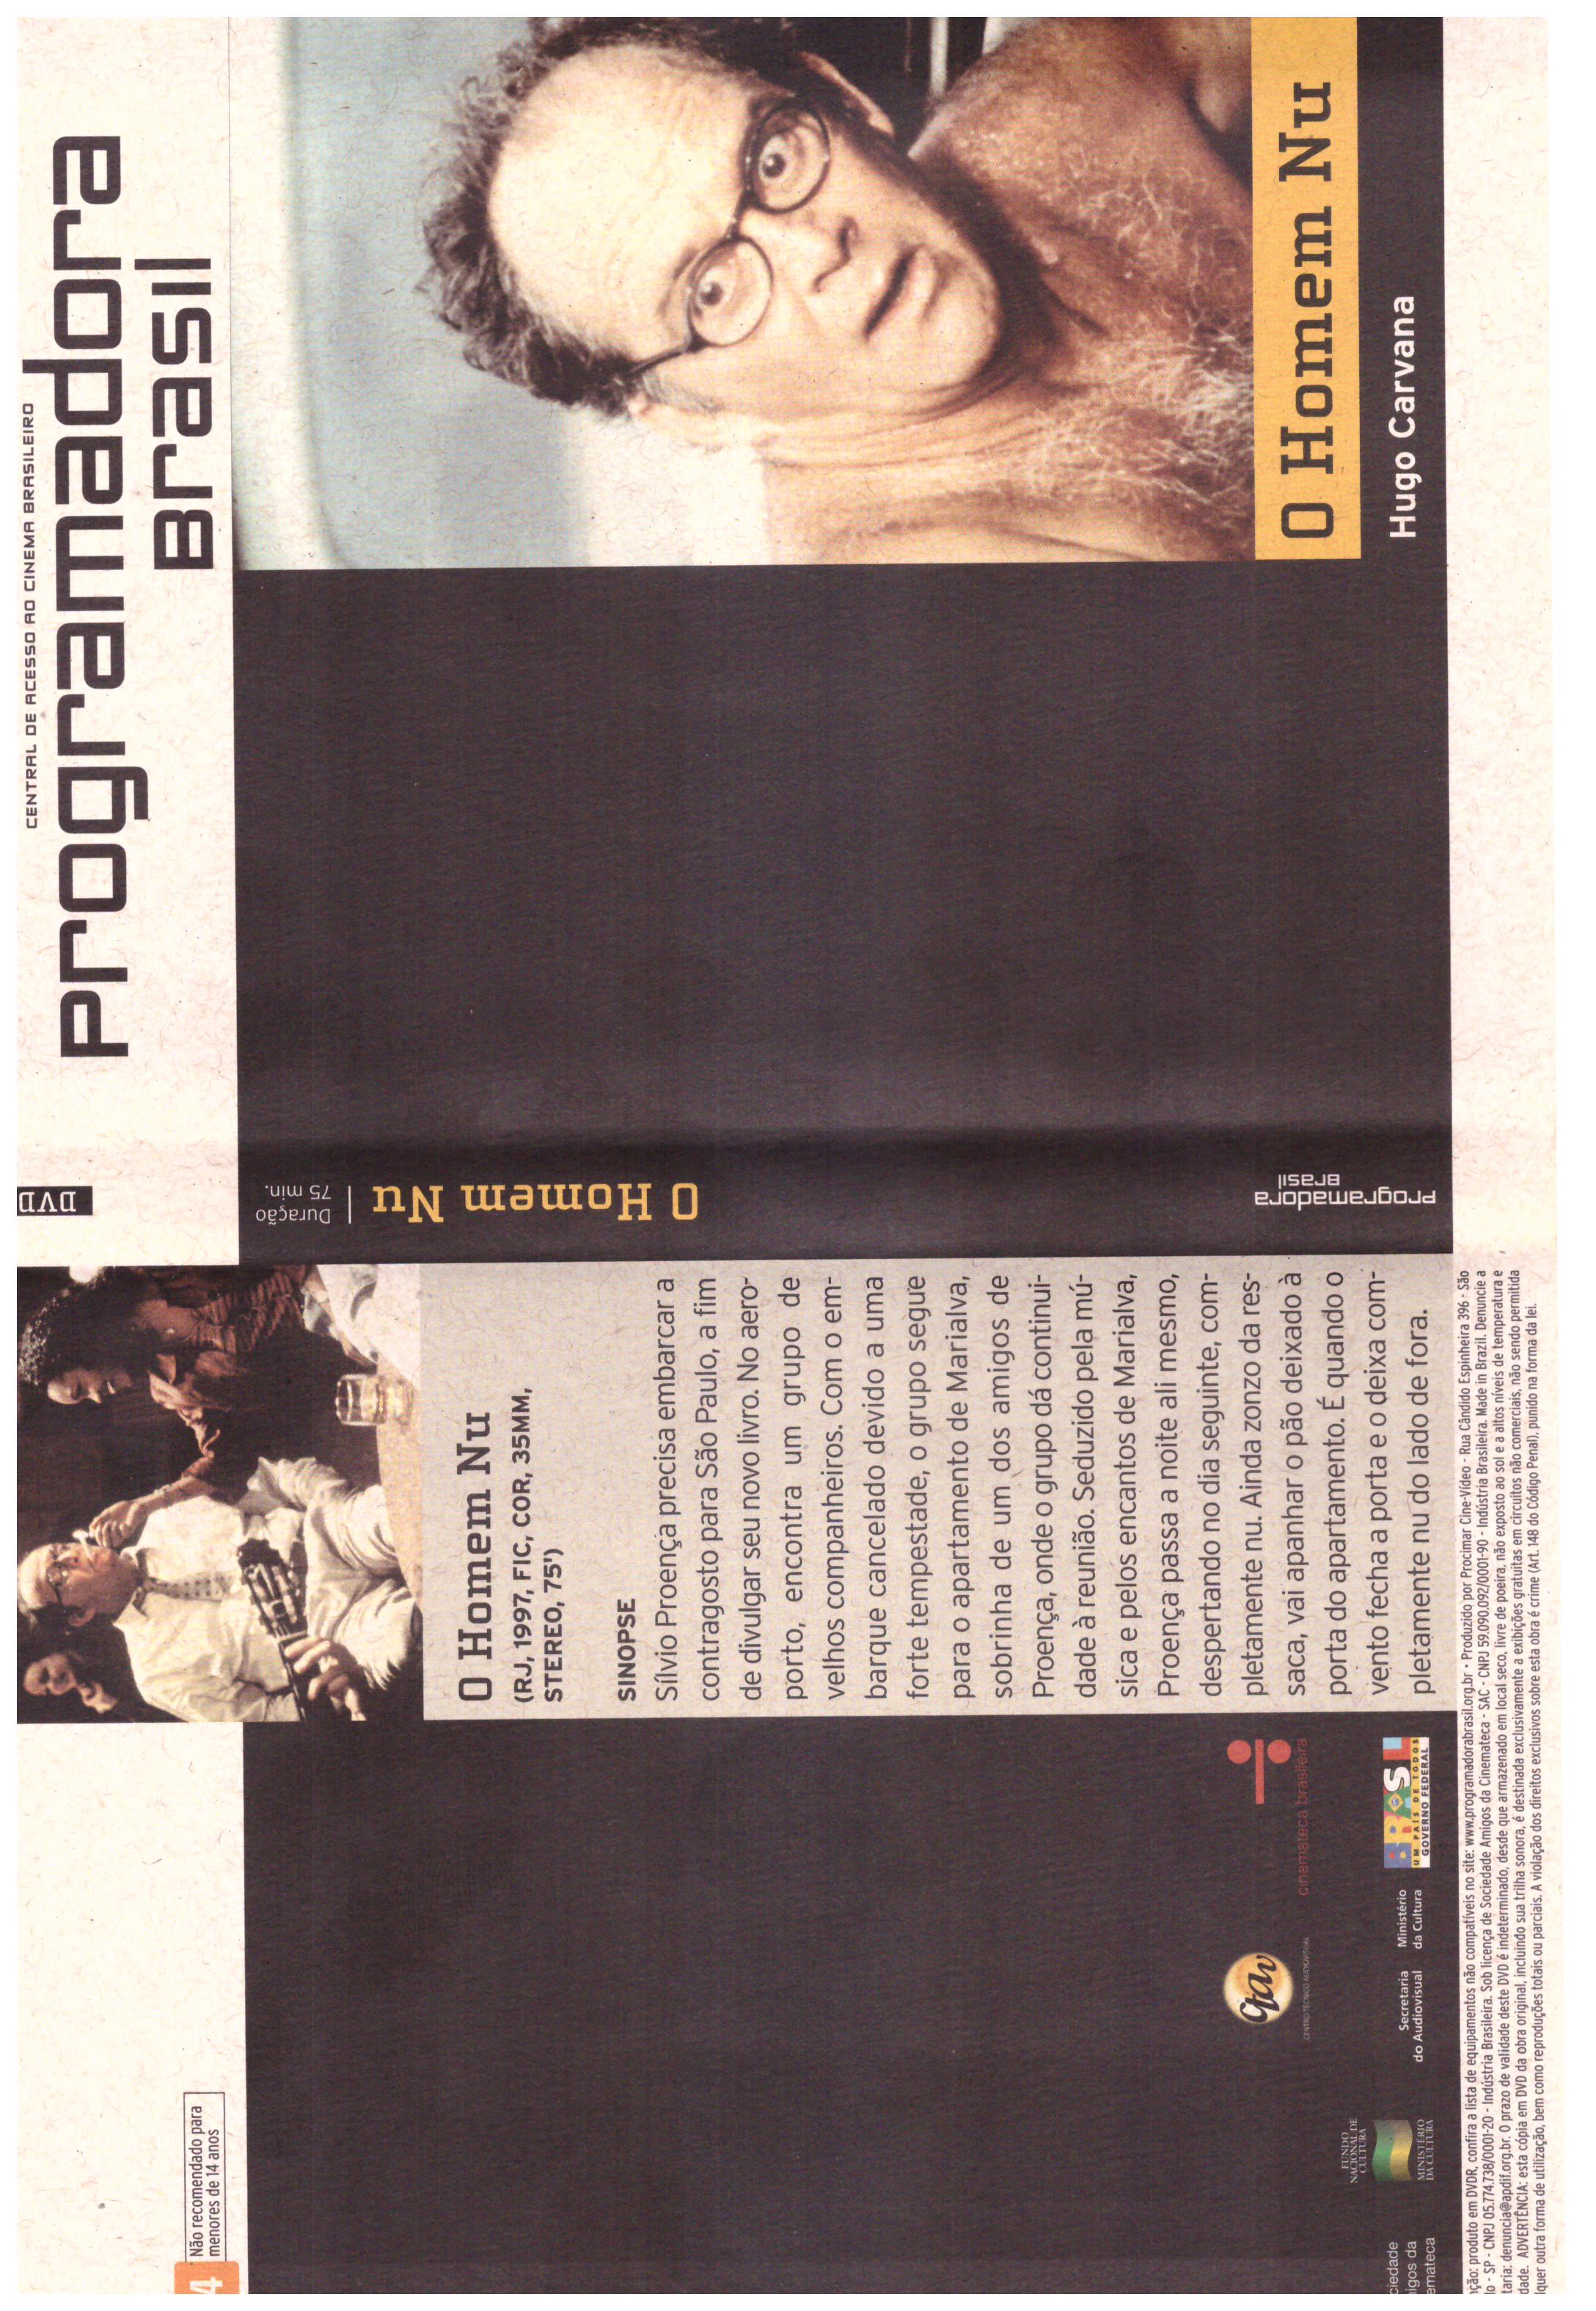 4
Não recomendado para
menores de 14 anos
O Homem Nu
(RJ, 1997, FIC, COR, 35MM,
STEREO, 75')
SINOPSE
Sílvio Proença precisa embarcar a
contragosto para São Paulo, a fim
de divulgar seu novo livro. No aero-
porto, encontra um grupo de
velhos companheiros. Com o em-
barque cancelado devido a uma
forte tempestade, o grupo segue
para o apartamento de Marialva,
sobrinha de um dos amigos de
Proença, onde o grupo dá continui-
dade à reunião. Seduzido pela mú-
sica e pelos encantos de Marialva,
Proença passa a noite ali mesmo,
despertando no dia seguinte, com-
pletamente nu. Ainda zonzo da res-
saca, vai apanhar o pão deixado à
porta do apartamento. É quando o
vento fecha a porta e o deixa com-
pletamente nu do lado de fora.
ctav
CENTRO TÉCNICO AUDIOVISUAL
cinemateca brasileira
FUNDO
NACIONAL DE
CULTURA
MINISTÉRIO
DA CULTURA
ciedade
igos da
emateca
Secretaria
do Audiovisual
Ministério
da Cultura
BRASIL
UM PAÍS DE TODOS
GOVERNO FEDERAL
ção: produto em DVDR, confira a lista de equipamentos não compatíveis no site: www.programadorabrasil.org.br • Produzido por Procimar Cine-Vídeo - Rua Cândido Espinheira 396 - São
lo - SP - CNPJ 05.774.738/0001-20 - Indústria Brasileira. Sob licença de Sociedade Amigos da Cinemateca - SAC - CNPJ 59.090.092/0001-90 - Indústria Brasileira. Made in Brazil. Denuncie a
taria: denuncia@apdif.org.br. O prazo de validade deste DVD é indeterminado, desde que armazenado em local seco, livre de poeira, não exposto ao sol e a altos níveis de temperatura e
dade. ADVERTÊNCIA: esta cópia em DVD da obra original, incluindo sua trilha sonora, é destinada exclusivamente a exibições gratuitas em circuitos não comerciais, não sendo permitida
lquer outra forma de utilização, bem como reproduções totais ou parciais. A violação dos direitos exclusivos sobre esta obra é crime (Art. 148 do Código Penal), punido na forma da lei.
DVD
Duração
75 min.
O Homem Nu
programadora
Brasil
CENTRAL DE ACESSO AO CINEMA BRASILEIRO
programadora
Brasil
O Homem Nu
Hugo Carvana